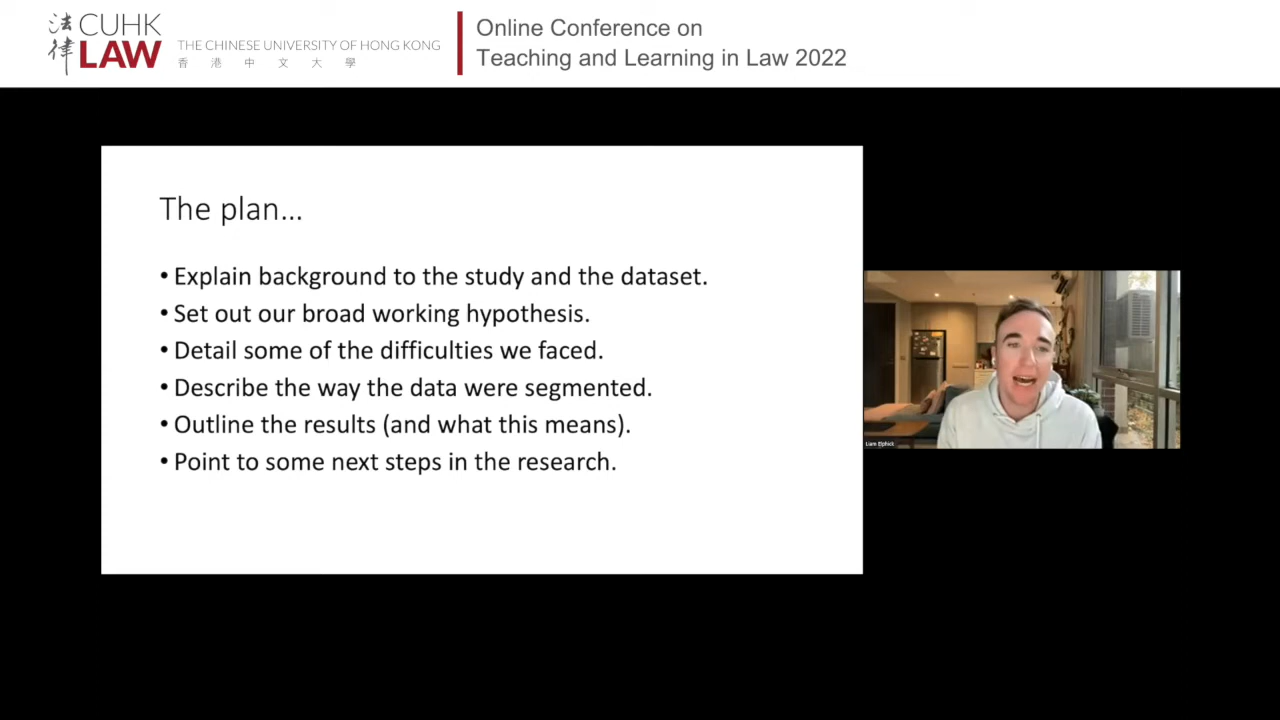 法律 CUHK LAW
THE CHINESE UNIVERSITY OF HONG KONG
香港中文大學
Online Conference on
Teaching and Learning in Law 2022
The plan...
• Explain background to the study and the dataset.
• Set out our broad working hypothesis.
• Detail some of the difficulties we faced.
• Describe the way the data were segmented.
• Outline the results (and what this means).
• Point to some next steps in the research.
Liam Elphick